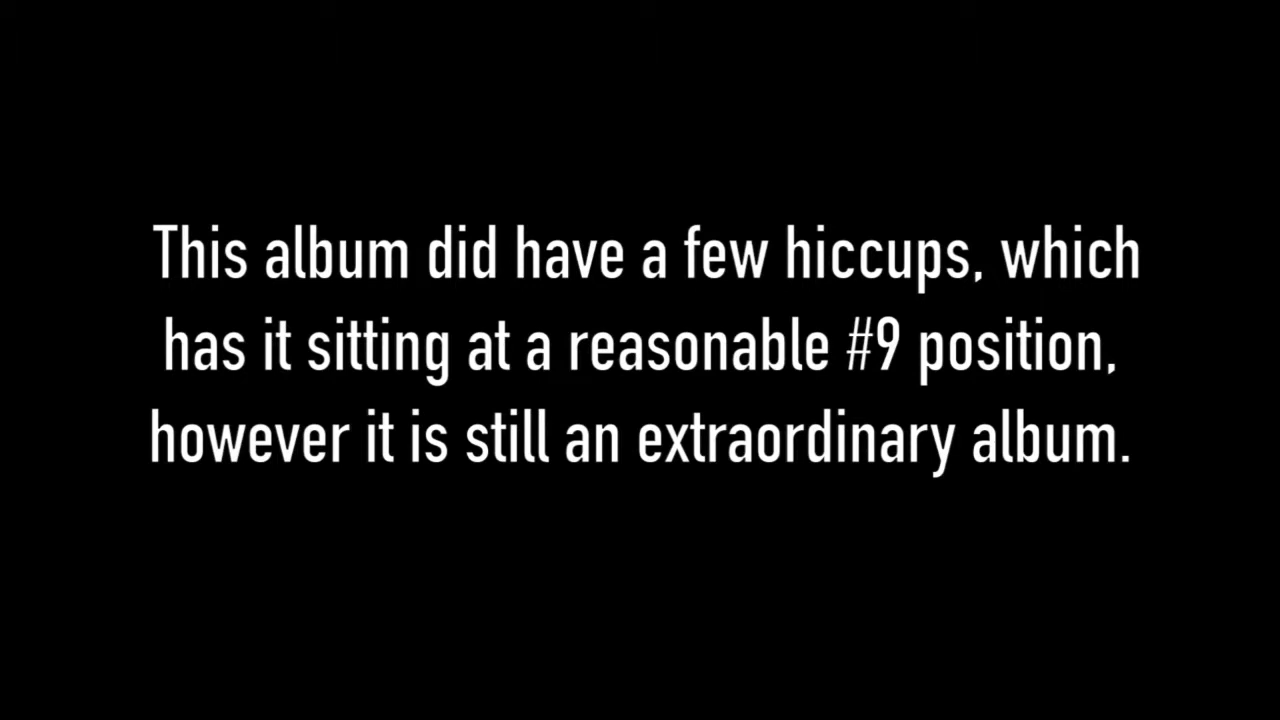 This album did have a few hiccups, which
has it sitting at a reasonable #9 position,
however it is still an extraordinary album.